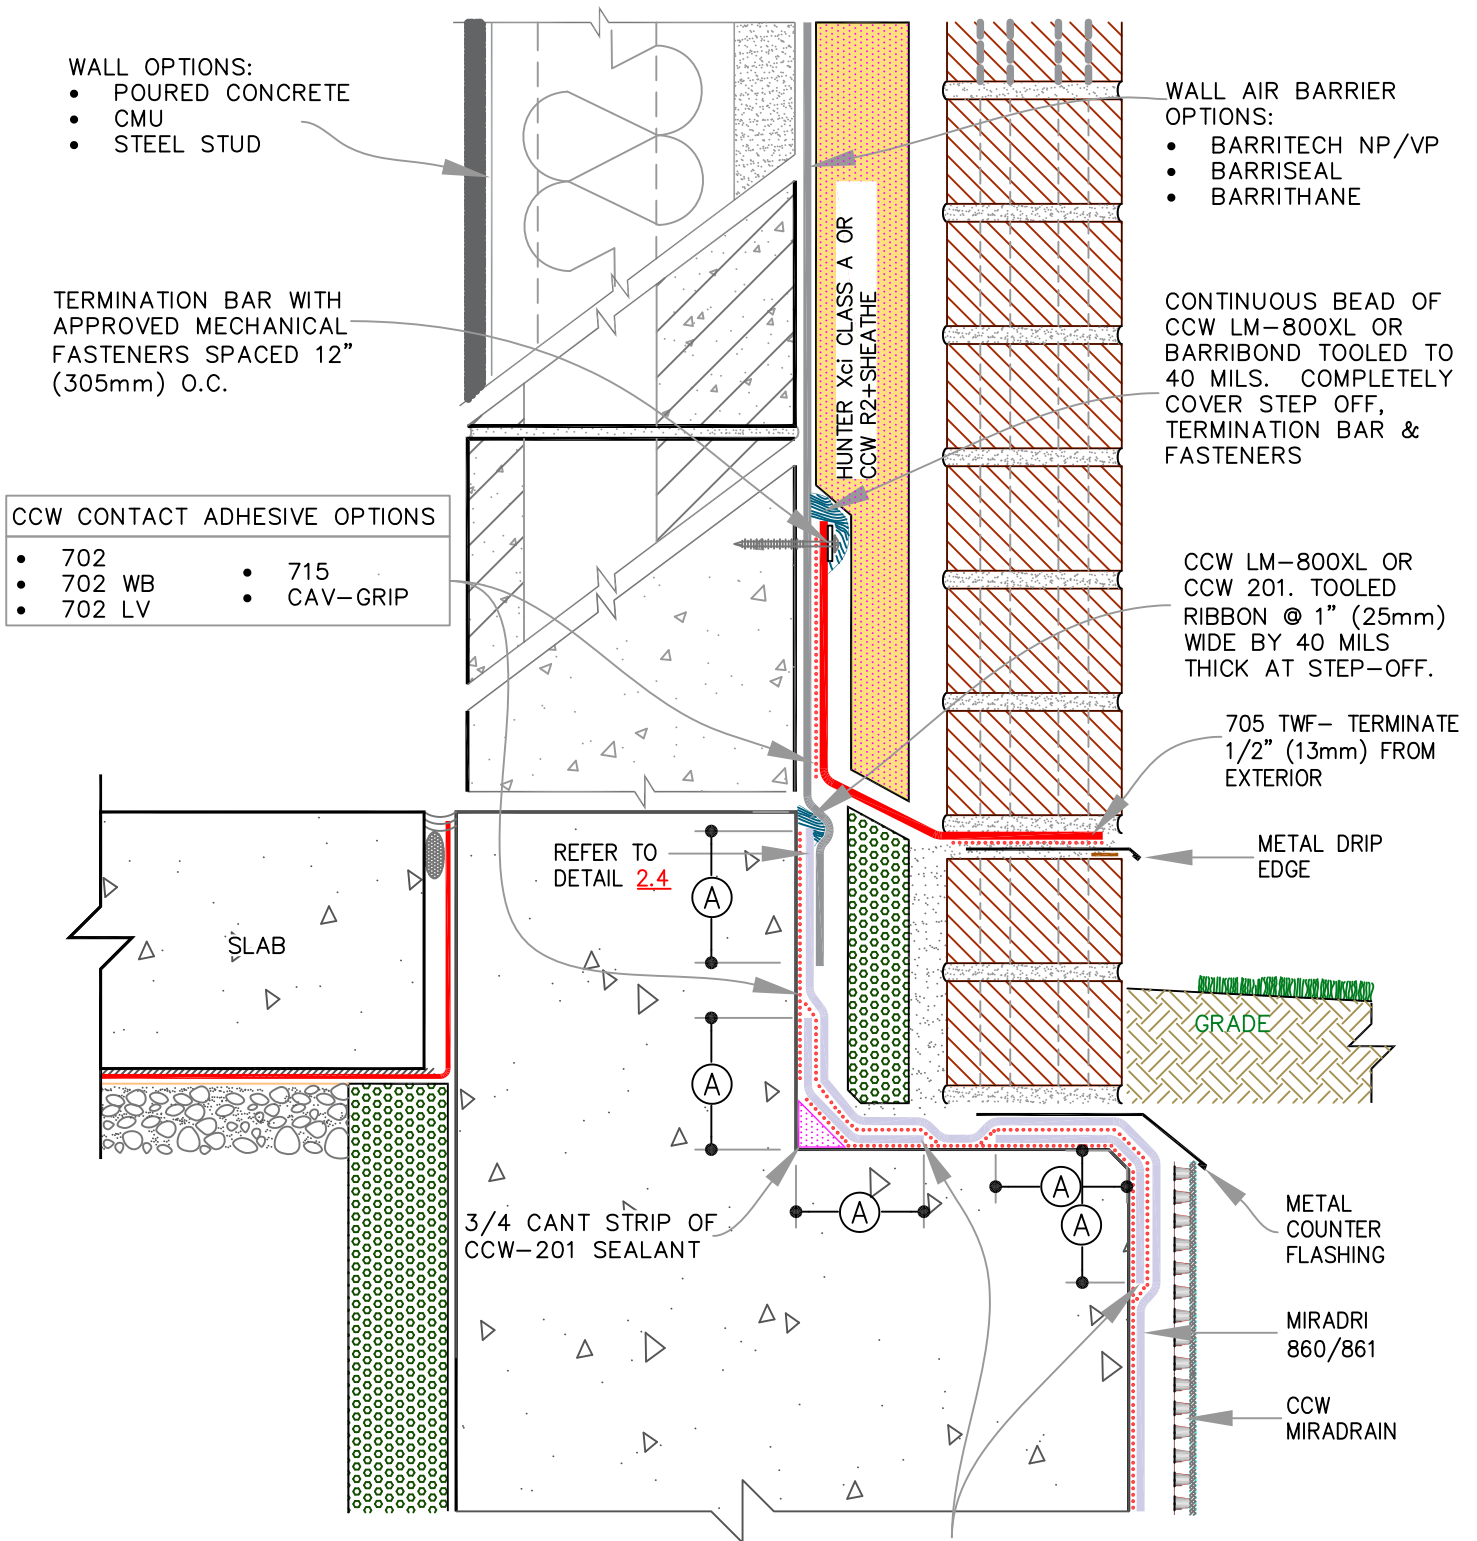 WALL OPTIONS:
• POURED CONCRETE
• CMU
• STEEL STUD
TERMINATION BAR WITH
APPROVED MECHANICAL
FASTENERS SPACED 12"
(305mm) O.C.
CCW CONTACT ADHESIVE OPTIONS
• 702
• 702 WB
• 702 LV
• 715
• CAV-GRIP
HUNTER Xci CLASS A OR
CCW R2+SHEATHE
WALL AIR BARRIER
OPTIONS:
• BARRITECH NP/VP
• BARRISEAL
• BARRITHANE
CONTINUOUS BEAD OF
CCW LM-800XL OR
BARRIBOND TOOLED TO
40 MILS. COMPLETELY
COVER STEP OFF,
TERMINATION BAR &
FASTENERS
CCW LM-800XL OR
CCW 201. TOOLED
RIBBON @ 1" (25mm)
WIDE BY 40 MILS
THICK AT STEP-OFF.
705 TWF- TERMINATE
1/2" (13mm) FROM
EXTERIOR
METAL DRIP
EDGE
REFER TO
DETAIL 2.4
A
SLAB
GRADE
A
A
A
A
3/4 CANT STRIP OF
CCW-201 SEALANT
METAL
COUNTER
FLASHING
MIRADRI
860/861
CCW
MIRADRAIN